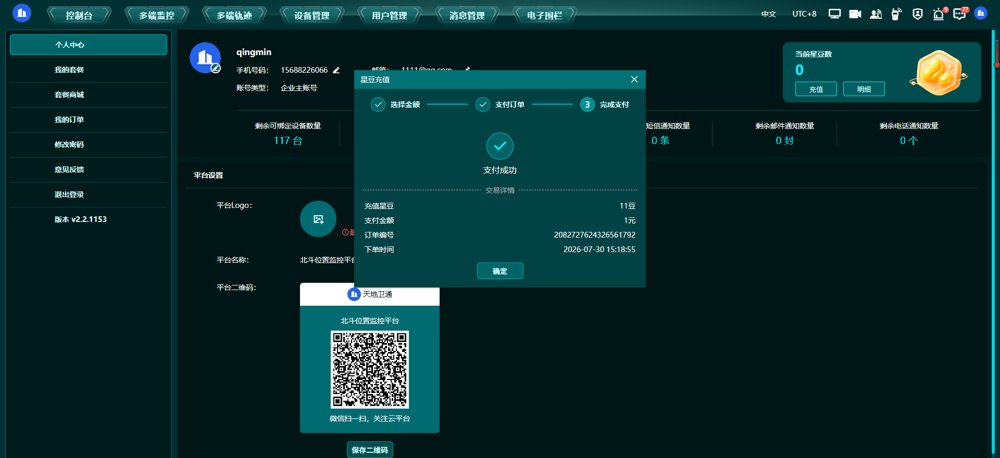 控制台
多端监控
多端轨迹
设备管理
用户管理
消息管理
电子围栏
中文
UTC+8
9
77
个人中心
我的套餐
套餐商城
我的订单
修改密码
意见反馈
退出登录
版本 v2.2.1153
qingmin
手机号码： 15688226066
邮箱： 1111@qq.com
账号类型： 企业主账号
当前星豆数
0
充值
明细
剩余可绑定设备数量
117 台
短信通知数量
0 条
剩余邮件通知数量
0 封
剩余电话通知数量
0 个
平台设置
平台Logo：
平台名称：
北斗位置监控平台
平台二维码：
天地卫通
北斗位置监控平台
微信扫一扫，关注云平台
保存二维码
星豆充值
选择金额
支付订单
3 完成支付
支付成功
交易详情
充值星豆 11豆
支付金额 1元
订单编号 2082727624326561792
下单时间 2026-07-30 15:18:55
确定